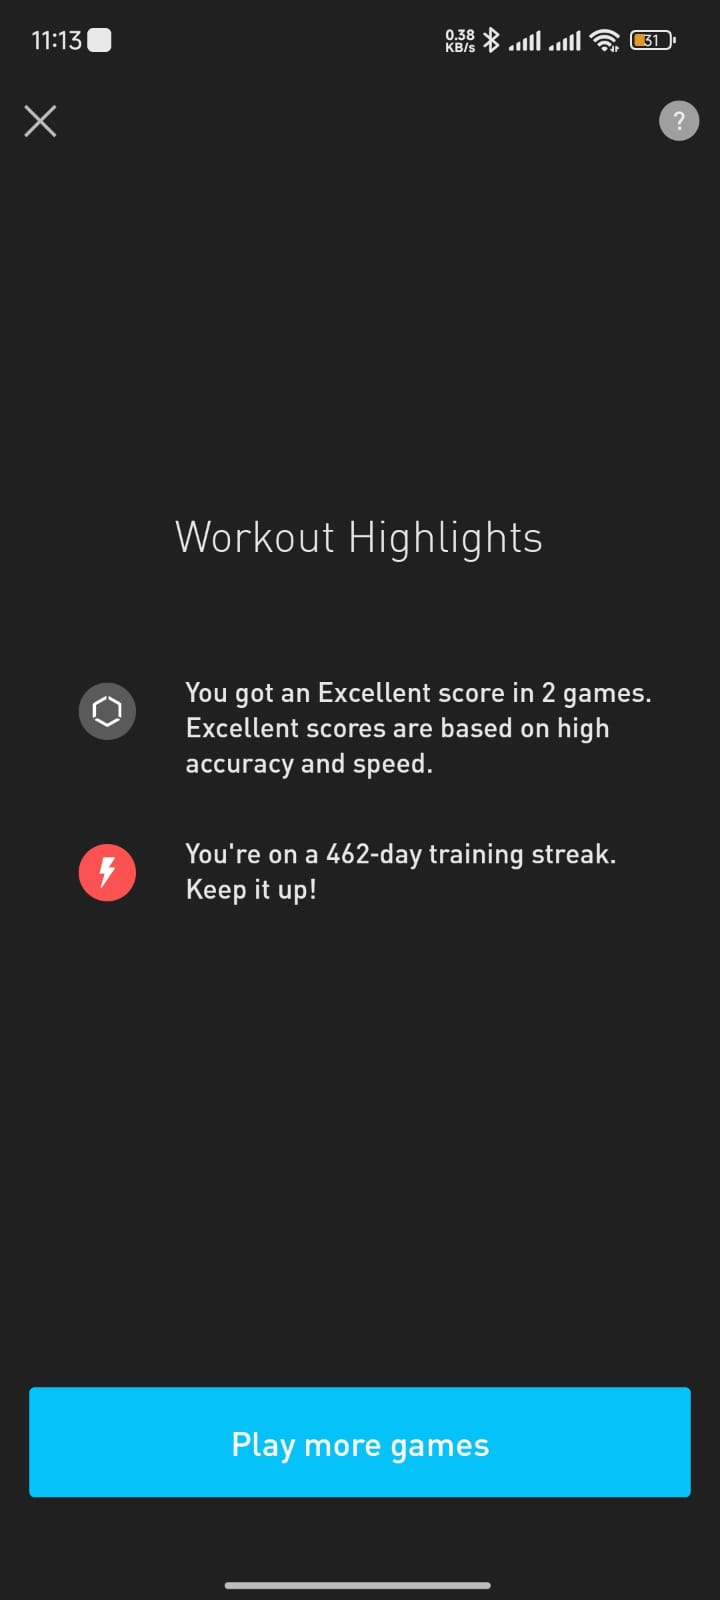 11:13
0.38
KB/s
31
?
Workout Highlights
You got an Excellent score in 2 games.
Excellent scores are based on high
accuracy and speed.
You're on a 462-day training streak.
Keep it up!
Play more games